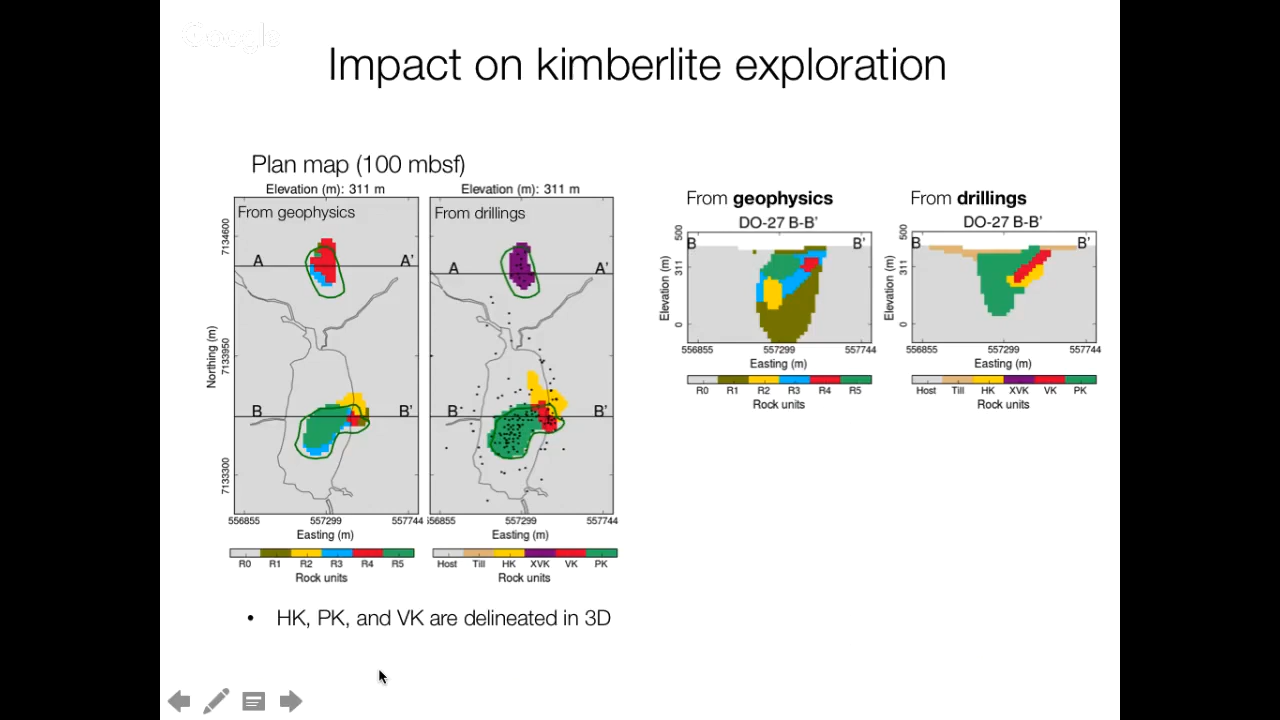 Google
Impact on kimberlite exploration
Plan map (100 mbsf)
Elevation (m): 311 m
Elevation (m): 311 m
From geophysics
From drillings
7134600
7133950
7133300
Northing (m)
A
A'
A
A'
B
B'
B
B'
556855
557299
557744
556855
557299
557744
Easting (m)
Easting (m)
R0 R1 R2 R3 R4 R5
Host Till HK XVK VK PK
Rock units
Rock units
From geophysics
DO-27 B-B'
500
311
0
Elevation (m)
B
B'
556855
557299
557744
Easting (m)
R0 R1 R2 R3 R4 R5
Rock units
From drillings
DO-27 B-B'
500
311
0
Elevation (m)
B
B'
556855
557299
557744
Easting (m)
Host Till HK XVK VK PK
Rock units
• HK, PK, and VK are delineated in 3D